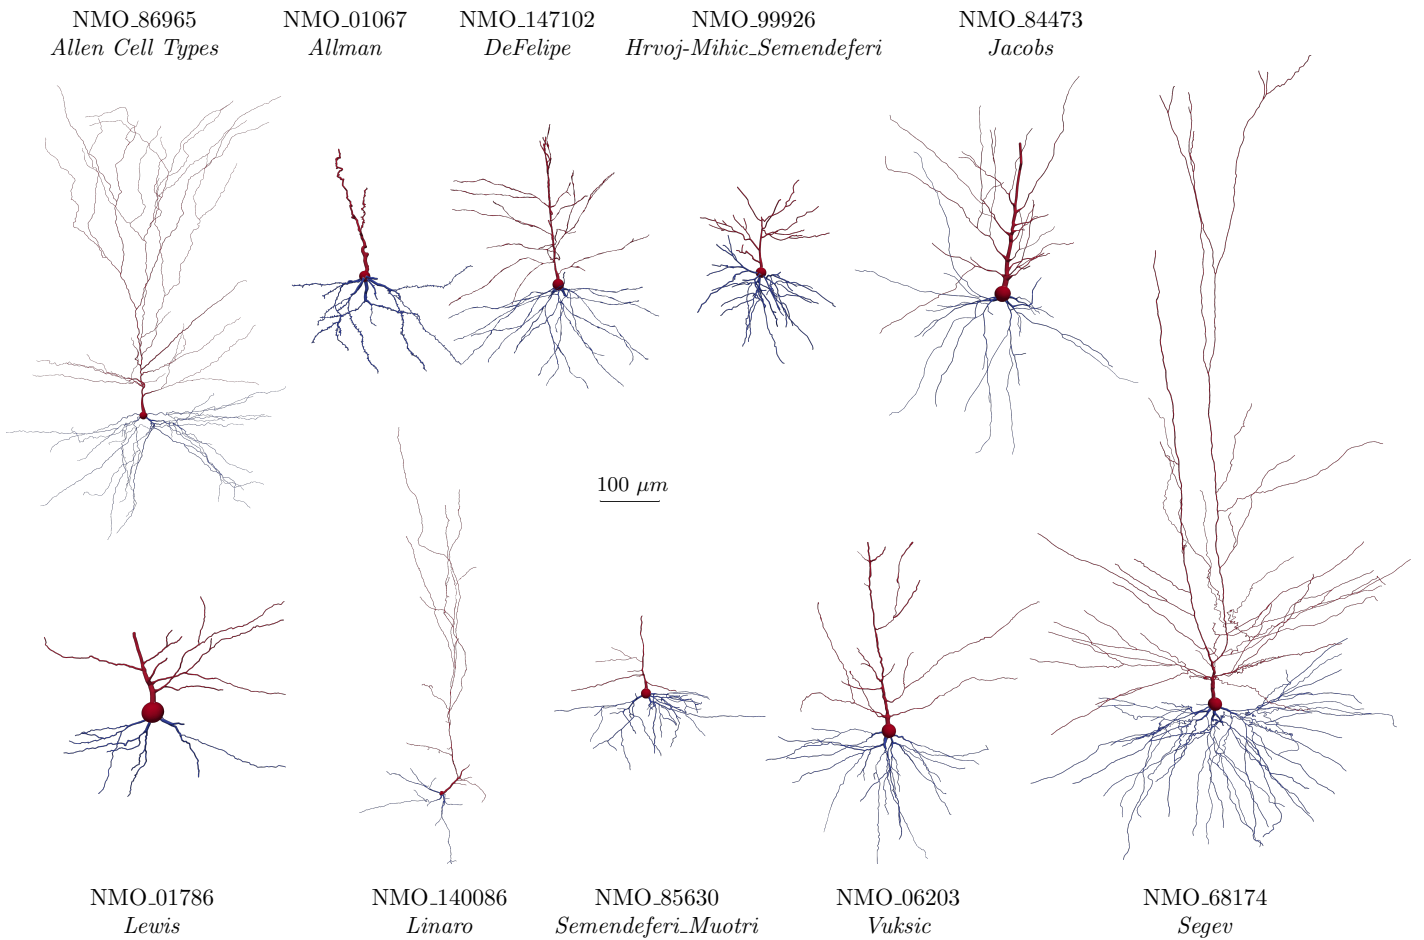 NMO_86965
Allen Cell Types
NMO_01067
Allman
NMO_147102
DeFelipe
NMO_99926
Hrvoj-Mihic_Semendeferi
NMO_84473
Jacobs
100 μm
NMO_01786
Lewis
NMO_140086
Linaro
NMO_85630
Semendeferi_Muotri
NMO_06203
Vuksic
NMO_68174
Segev